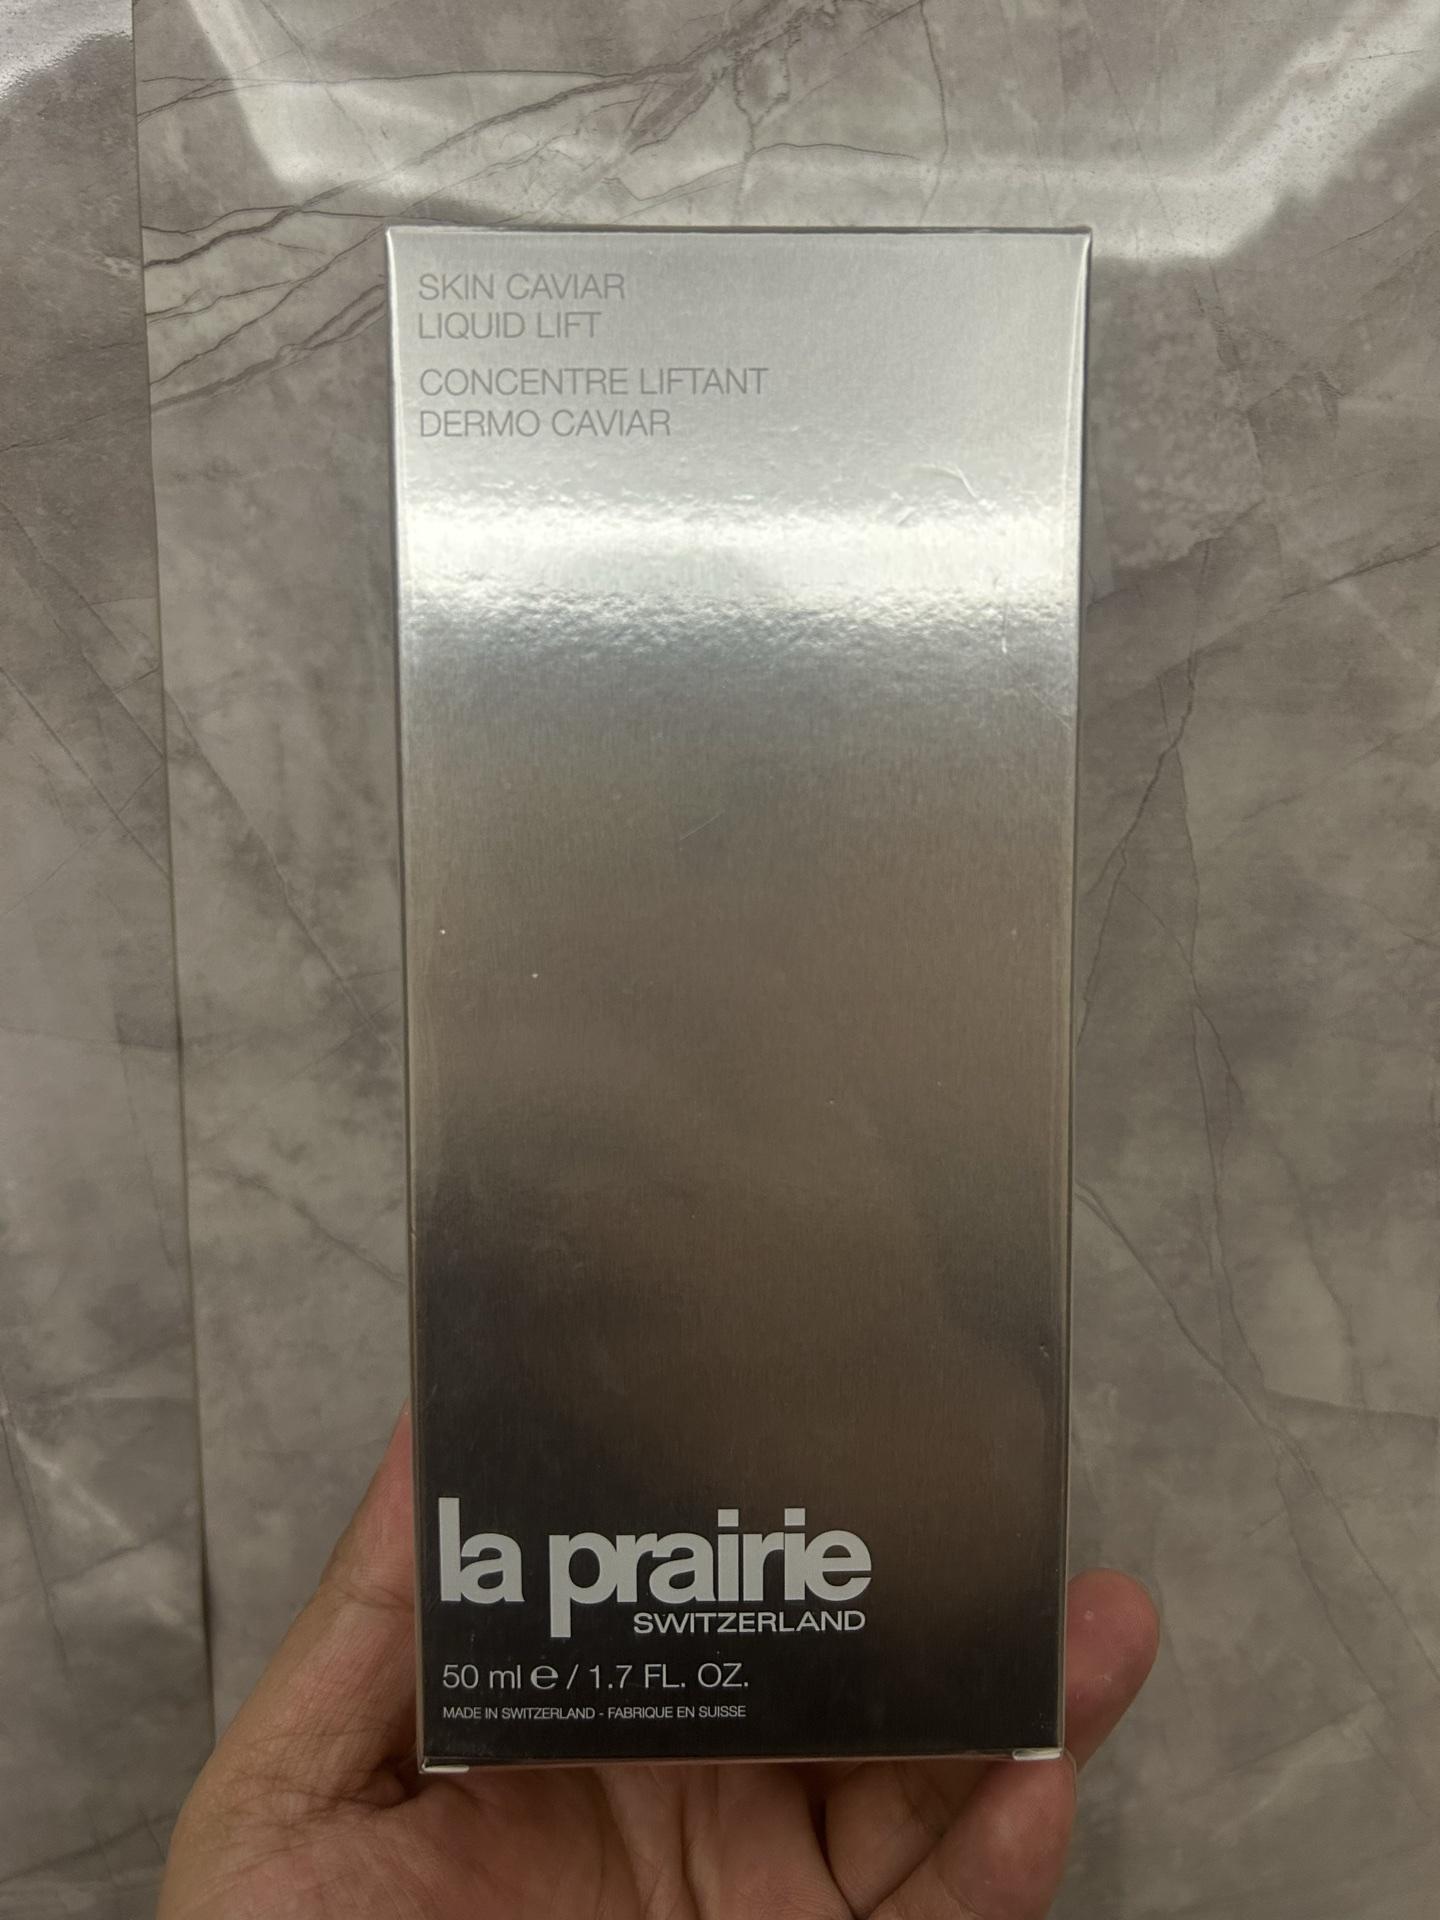 SKIN CAVIAR
LIQUID LIFT
CONCENTRE LIFTANT
DERMO CAVIAR
la prairie
SWITZERLAND
50 ml ℮ / 1.7 FL. OZ.
MADE IN SWITZERLAND - FABRIQUE EN SUISSE